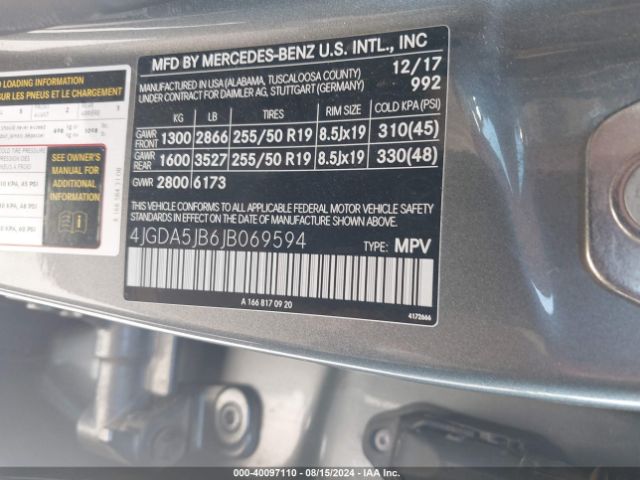 MFD BY MERCEDES-BENZ U.S. INTL., INC
MANUFACTURED IN USA (ALABAMA, TUSCALOOSA COUNTY) 12/17
UNDER CONTRACT FOR DAIMLER AG, STUTTGART (GERMANY) 992
KG LB TIRES RIM SIZE COLD KPA (PSI)
GAWR FRONT 1300 2866 255/50 R19 8.5Jx19 310(45)
GAWR REAR 1600 3527 255/50 R19 8.5Jx19 330(48)
GVWR 2800 6173
THIS VEHICLE CONFORMS TO ALL APPLICABLE FEDERAL MOTOR VEHICLE SAFETY
AND THEFT PREVENTION STANDARDS
IN EFFECT ON THE DATE OF MANUFACTURE SHOWN ABOVE.
4JGDA5JB6JB069594 TYPE: MPV
A 166 817 09 20
4172666
LOADING INFORMATION
SUR LES PNEUS ET LE CHARGEMENT
SEE OWNER'S
MANUAL FOR
ADDITIONAL
INFORMATION
000-40097110 - 08/15/2024 - IAA Inc.